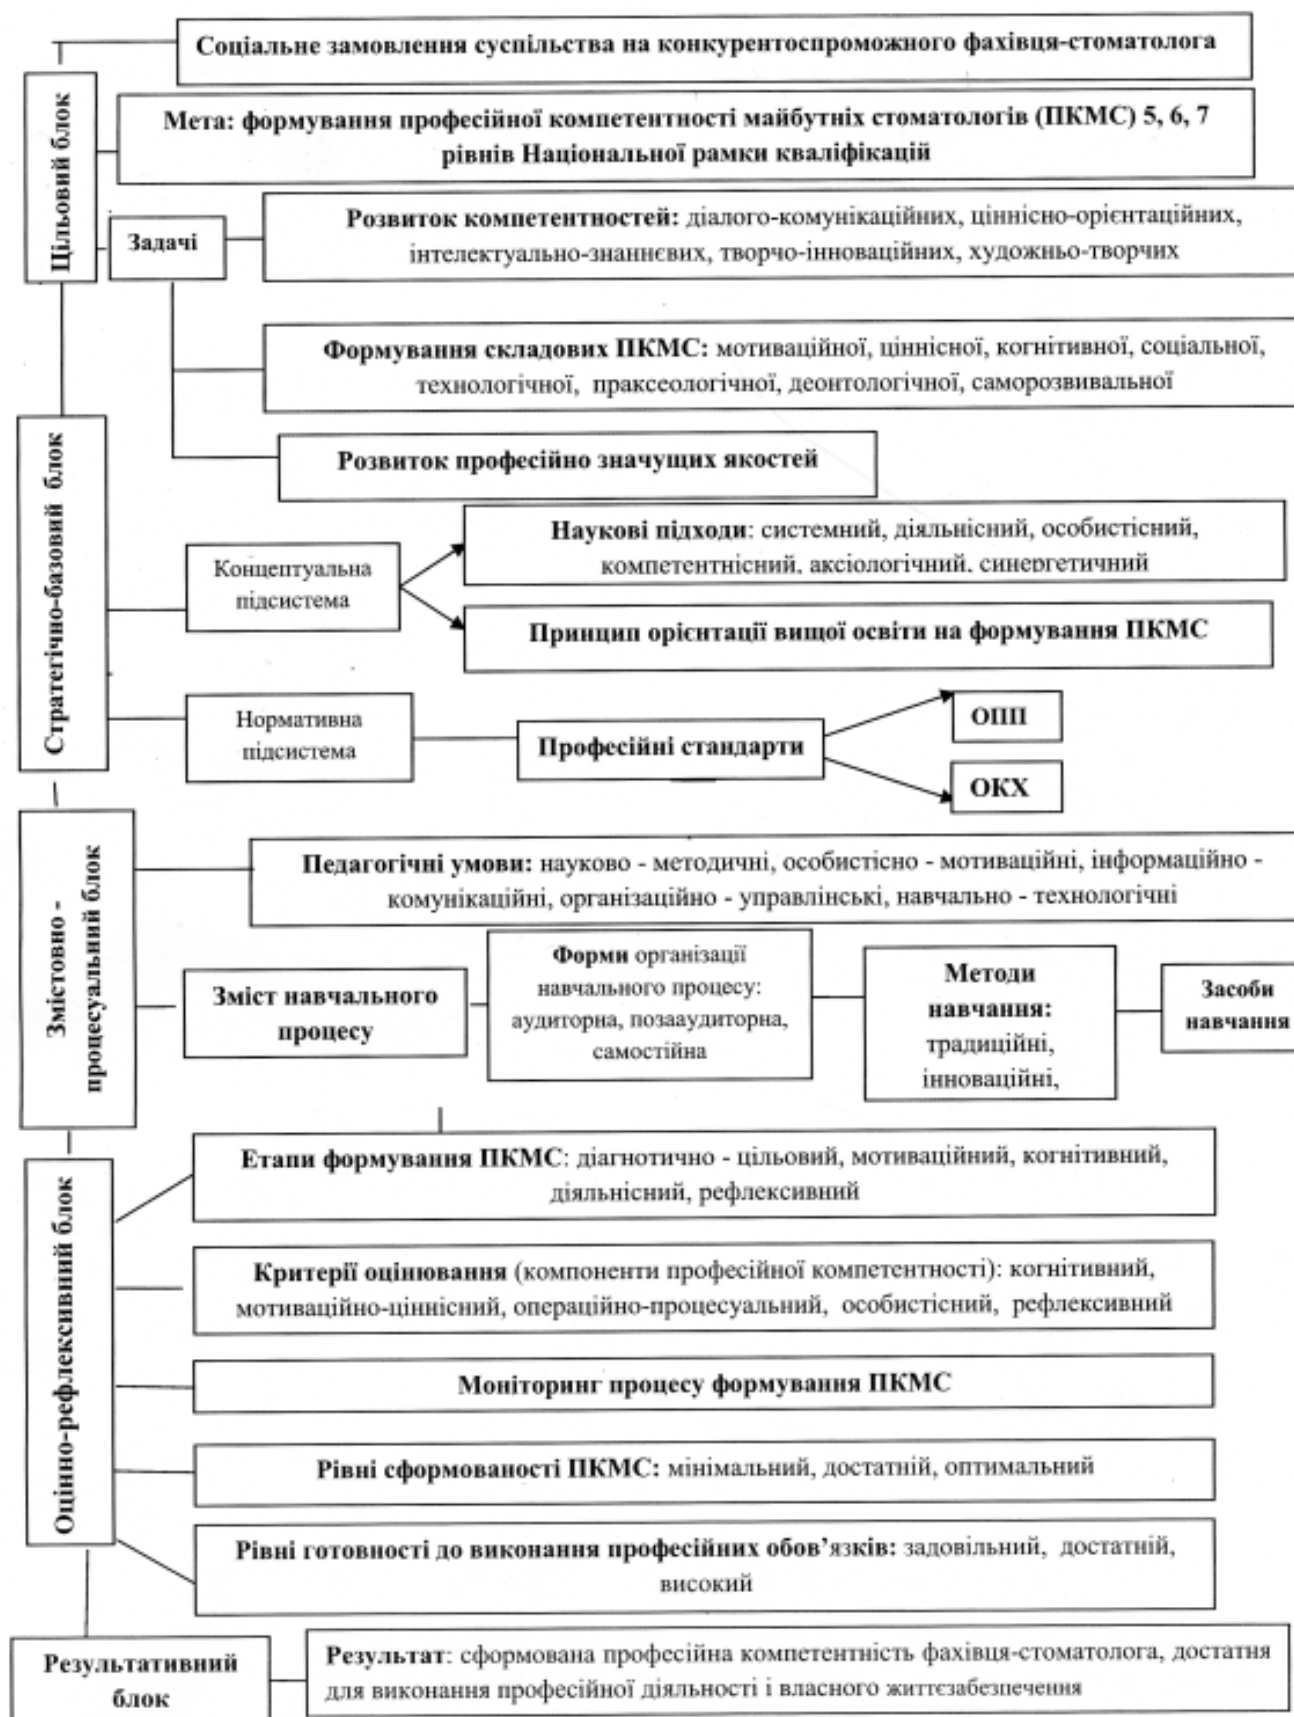 Соціальне замовлення суспільства на конкурентоспроможного фахівця-стоматолога
Цільовий блок
Мета: формування професійної компетентності майбутніх стоматологів (ПКМС) 5, 6, 7
рівнів Національної рамки кваліфікацій
Задачі
Розвиток компетентностей: діалого-комунікаційних, ціннісно-орієнтаційних,
інтелектуально-знаннєвих, творчо-інноваційних, художньо-творчих
Формування складових ПКМС: мотиваційної, ціннісної, когнітивної, соціальної,
технологічної, праксеологічної, деонтологічної, саморозвивальної
Розвиток професійно значущих якостей
Стратегічно-базовий блок
Концептуальна
підсистема
Наукові підходи: системний, діяльнісний, особистісний,
компетентнісний, аксіологічний, синергетичний
Принцип орієнтації вищої освіти на формування ПКМС
Нормативна
підсистема
Професійні стандарти
ОПП
ОКХ
Змістовно -
процесуальний блок
Педагогічні умови: науково - методичні, особистісно - мотиваційні, інформаційно -
комунікаційні, організаційно - управлінські, навчально - технологічні
Зміст навчального
процесу
Форми організації
навчального процесу:
аудиторна, позааудиторна,
самостійна
Методи
навчання:
традиційні,
інноваційні,
Засоби
навчання
Оцінно-рефлексивний блок
Етапи формування ПКМС: діагнотично - цільовий, мотиваційний, когнітивний,
діяльнісний, рефлексивний
Критерії оцінювання (компоненти професійної компетентності): когнітивний,
мотиваційно-ціннісний, операційно-процесуальний, особистісний, рефлексивний
Моніторинг процесу формування ПКМС
Рівні сформованості ПКМС: мінімальний, достатній, оптимальний
Рівні готовності до виконання професійних обов’язків: задовільний, достатній,
високий
Результативний
блок
Результат: сформована професійна компетентність фахівця-стоматолога, достатня
для виконання професійної діяльності і власного життєзабезпечення